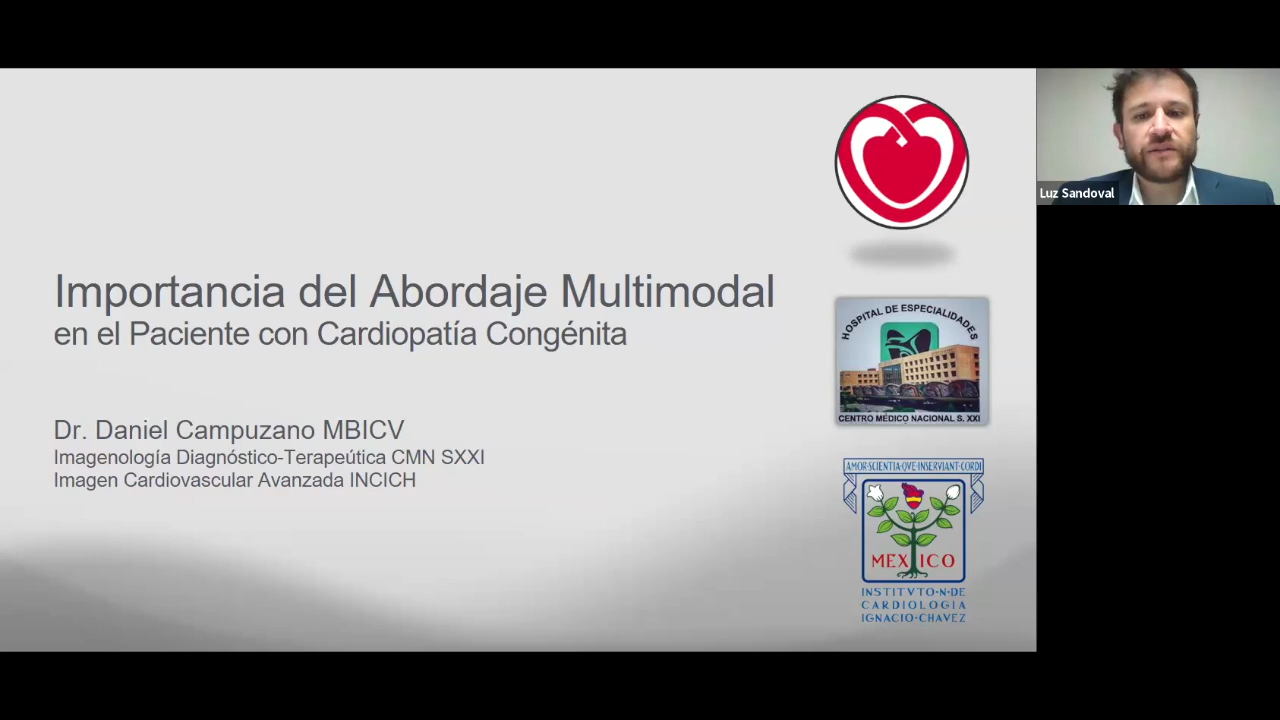 Importancia del Abordaje Multimodal
en el Paciente con Cardiopatía Congénita
Dr. Daniel Campuzano MBICV
Imagenología Diagnóstico-Terapeútica CMN SXXI
Imagen Cardiovascular Avanzada INCICH
HOSPITAL DE ESPECIALIDADES
CENTRO MÉDICO NACIONAL S. XXI
AMOR·SCIENTIA·QVE·INSERVIANT·CORDI
MEXICO
INSTITVTO·N·DE
CARDIOLOGIA
IGNACIO·CHAVEZ
Luz Sandoval